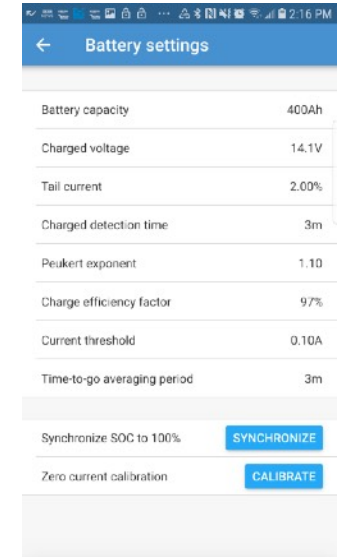 2:16 PM
Battery settings
Battery capacity 400Ah
Charged voltage 14.1V
Tail current 2.00%
Charged detection time 3m
Peukert exponent 1.10
Charge efficiency factor 97%
Current threshold 0.10A
Time-to-go averaging period 3m
Synchronize SOC to 100% SYNCHRONIZE
Zero current calibration CALIBRATE